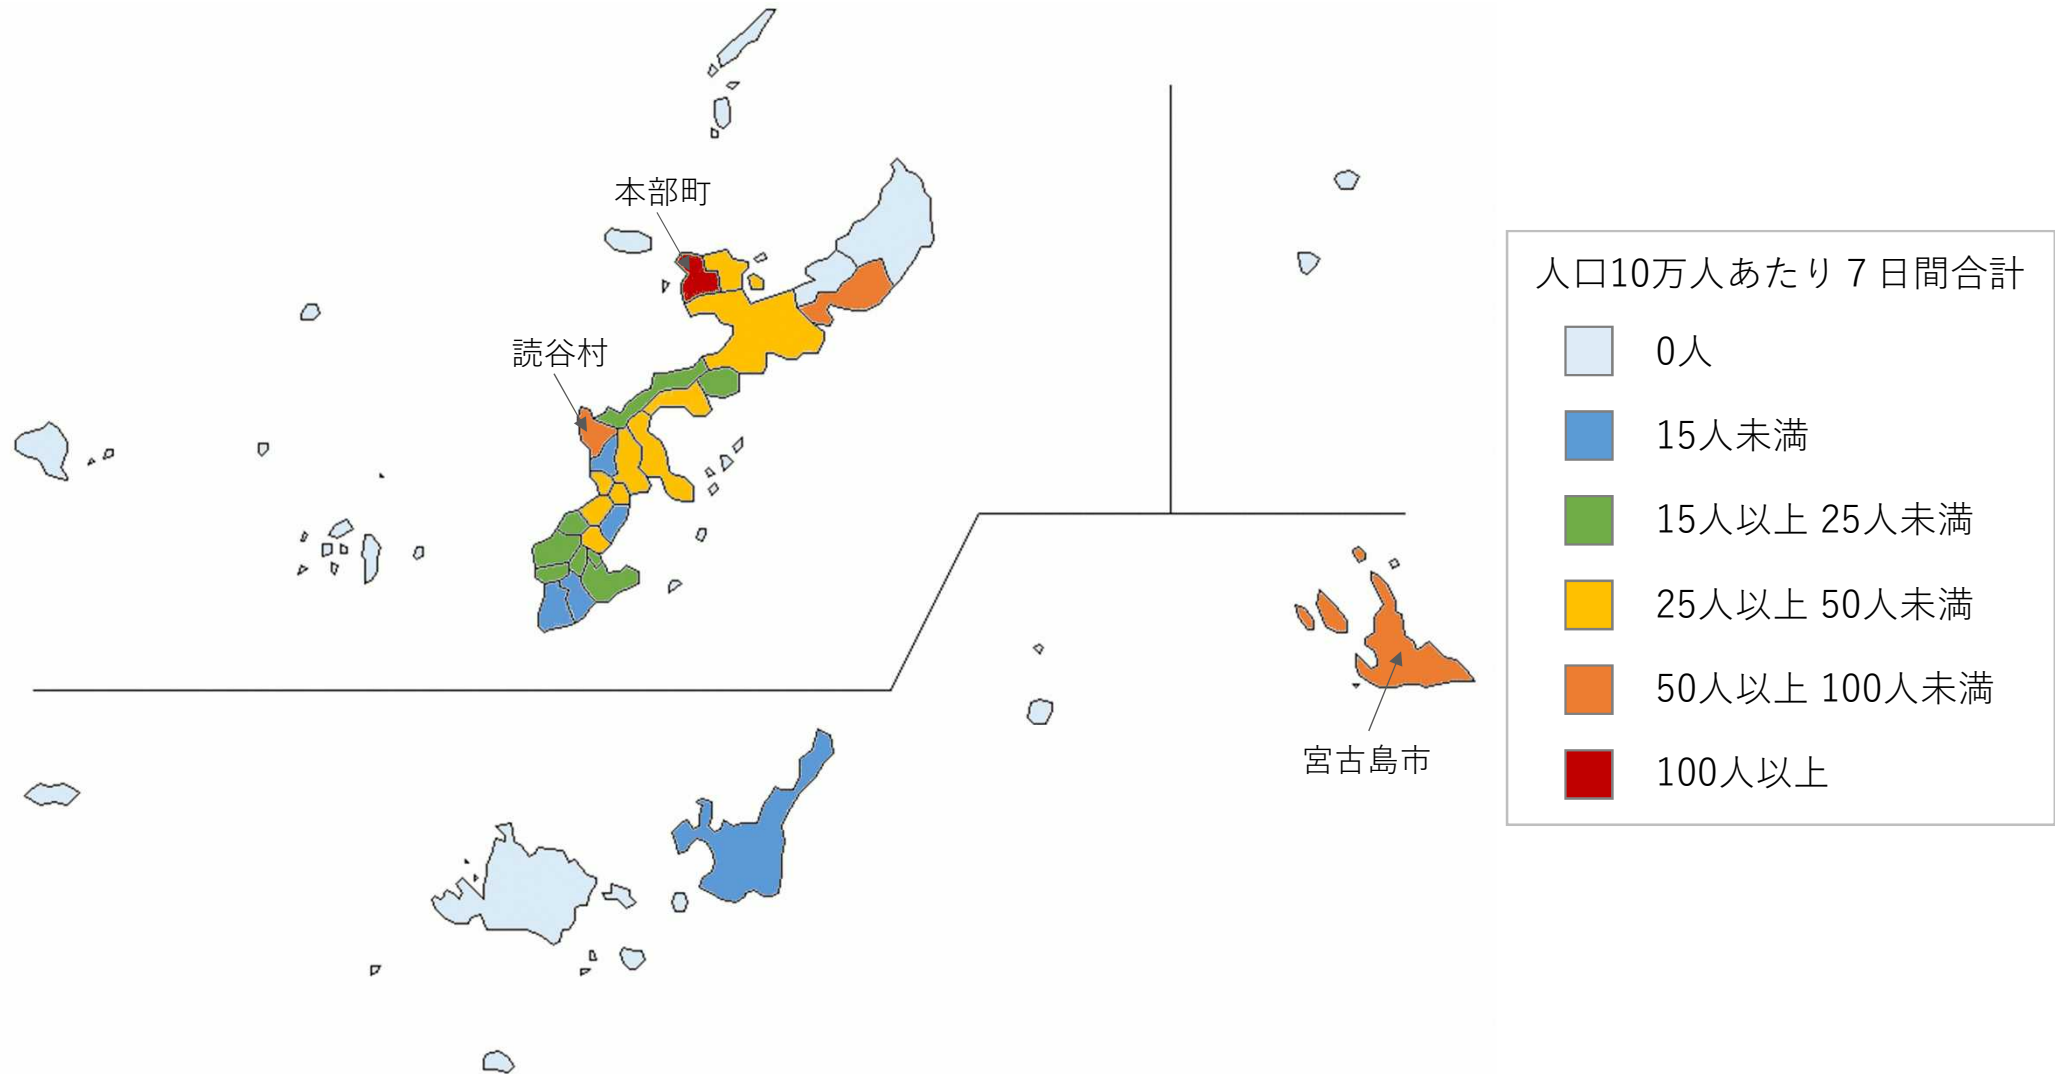 本部町
読谷村
宮古島市
人口10万人あたり７日間合計
0人
15人未満
15人以上 25人未満
25人以上 50人未満
50人以上 100人未満
100人以上